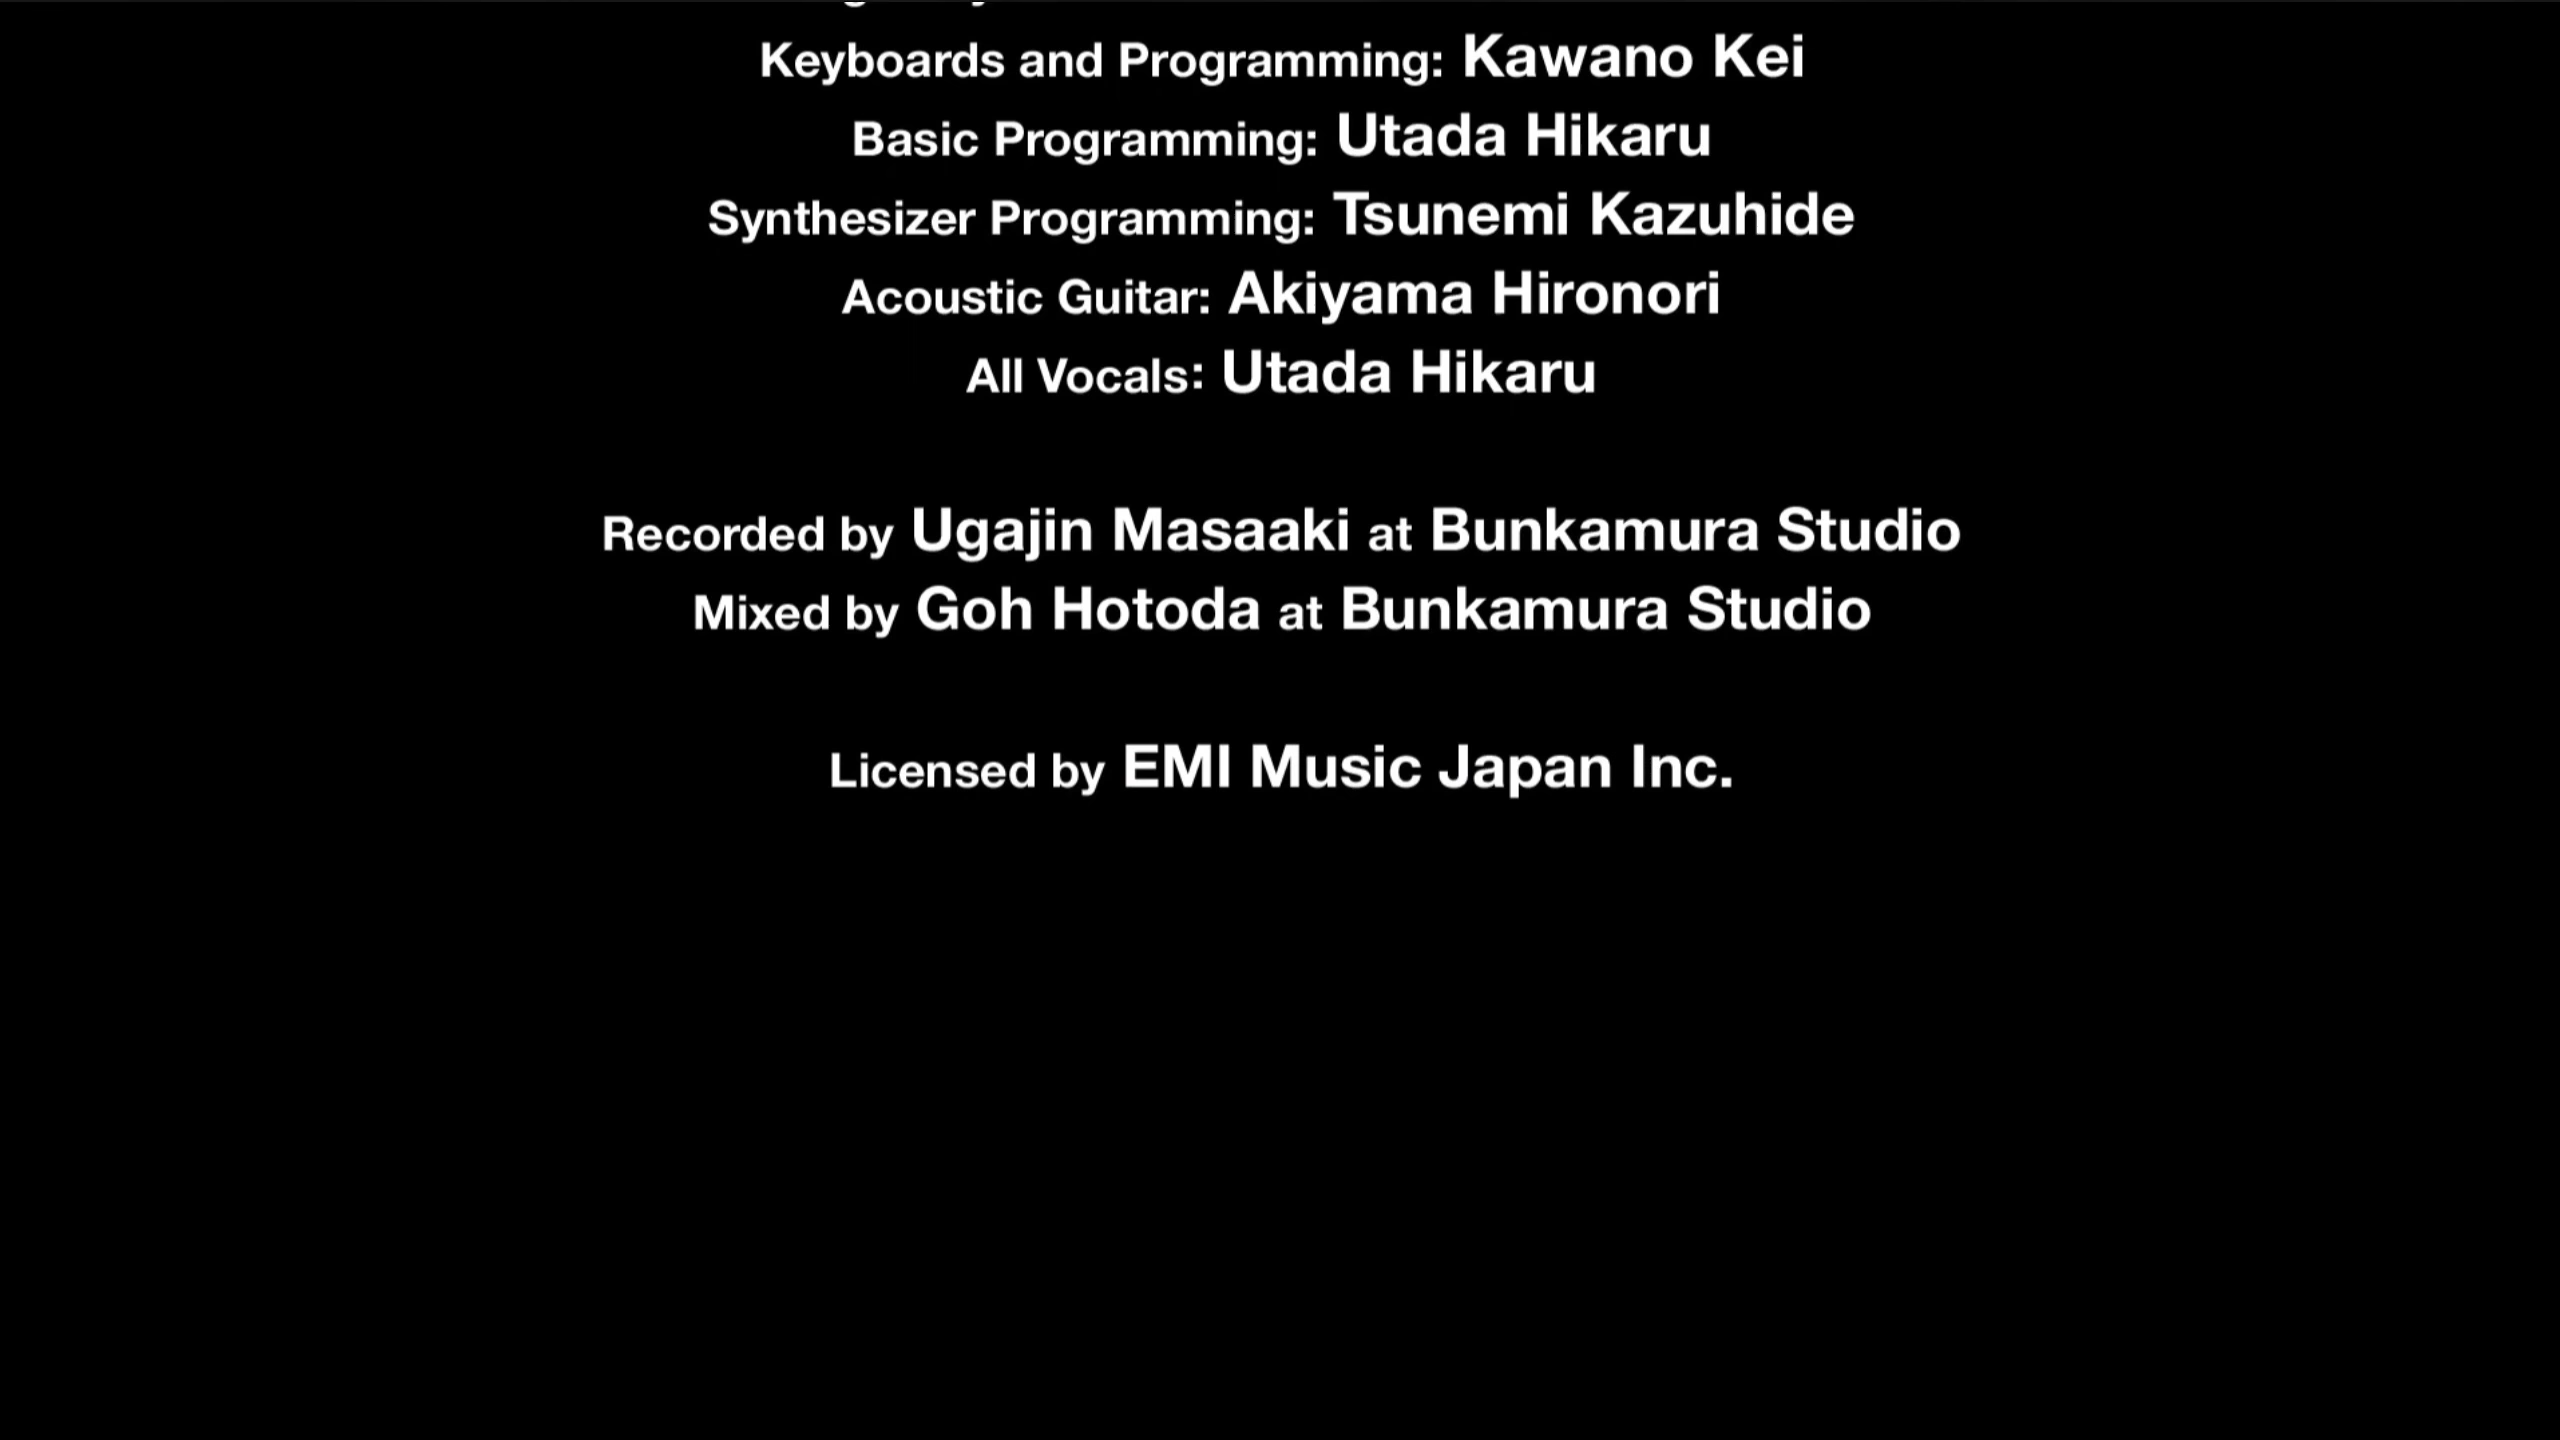 Keyboards and Programming: Kawano Kei
Basic Programming: Utada Hikaru
Synthesizer Programming: Tsunemi Kazuhide
Acoustic Guitar: Akiyama Hironori
All Vocals: Utada Hikaru
Recorded by Ugajin Masaaki at Bunkamura Studio
Mixed by Goh Hotoda at Bunkamura Studio
Licensed by EMI Music Japan Inc.